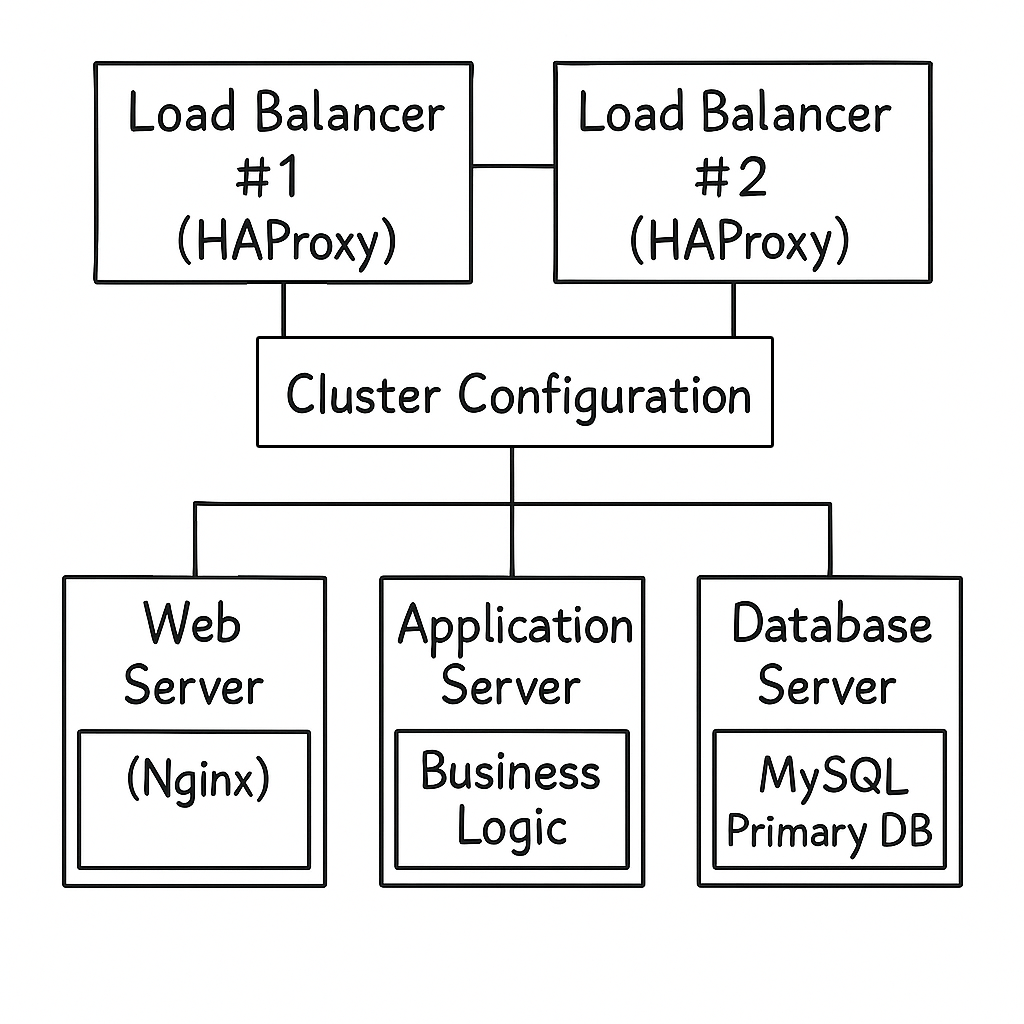 Load Balancer
#1
(HAProxy)
Load Balancer
#2
(HAProxy)
Cluster Configuration
Web
Server
(Nginx)
Application
Server
Business
Logic
Database
Server
MySQL
Primary DB